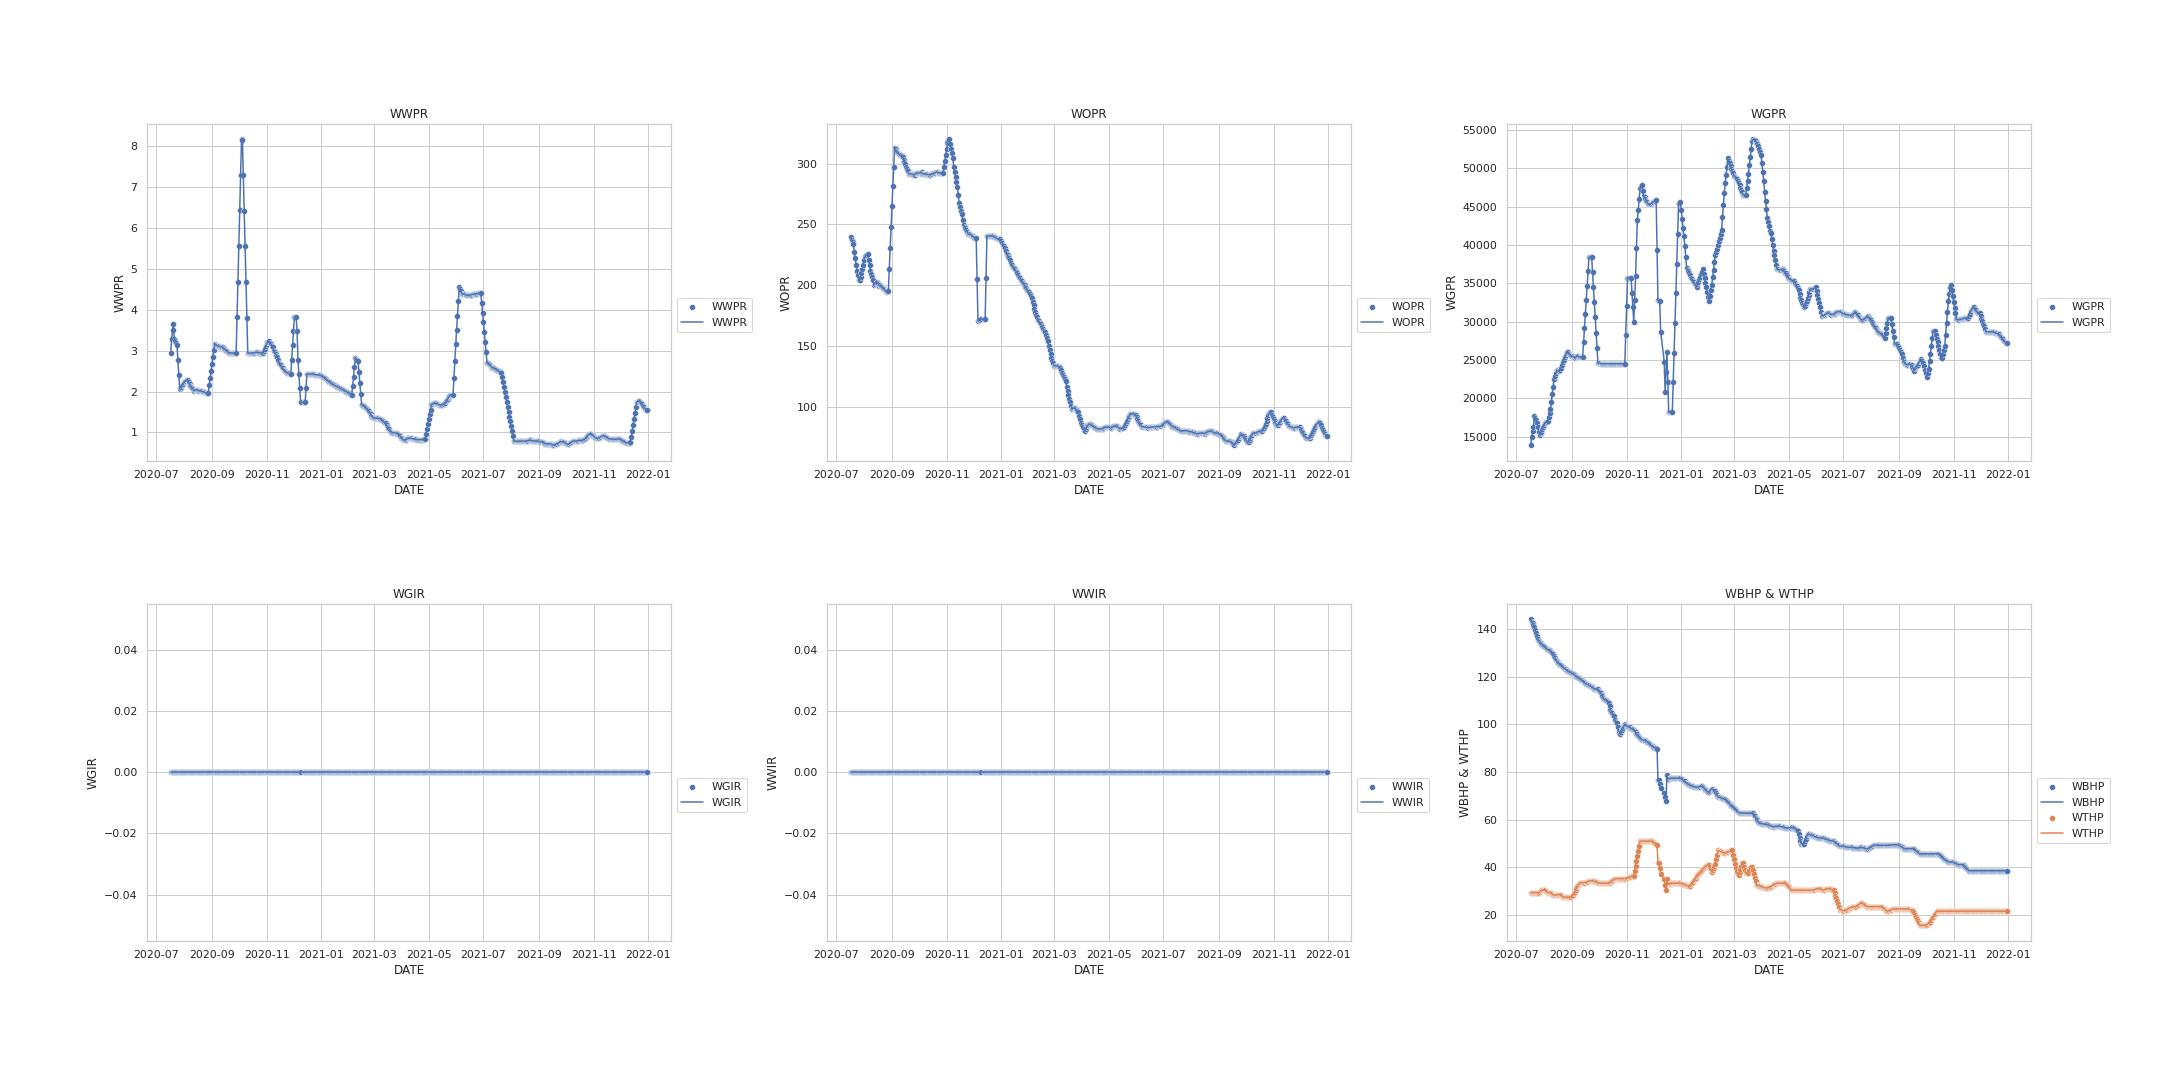 WWPR
WWPR
8
7
6
5
4
3
2
1
2020-07 2020-09 2020-11 2021-01 2021-03 2021-05 2021-07 2021-09 2021-11 2022-01
DATE
WWPR
WWPR
WOPR
WOPR
300
250
200
150
100
2020-07 2020-09 2020-11 2021-01 2021-03 2021-05 2021-07 2021-09 2021-11 2022-01
DATE
WOPR
WOPR
WGPR
WGPR
55000
50000
45000
40000
35000
30000
25000
20000
15000
2020-07 2020-09 2020-11 2021-01 2021-03 2021-05 2021-07 2021-09 2021-11 2022-01
DATE
WGPR
WGPR
WGIR
WGIR
0.04
0.02
0.00
−0.02
−0.04
2020-07 2020-09 2020-11 2021-01 2021-03 2021-05 2021-07 2021-09 2021-11 2022-01
DATE
WGIR
WGIR
WWIR
WWIR
0.04
0.02
0.00
−0.02
−0.04
2020-07 2020-09 2020-11 2021-01 2021-03 2021-05 2021-07 2021-09 2021-11 2022-01
DATE
WWIR
WWIR
WBHP & WTHP
WBHP & WTHP
140
120
100
80
60
40
20
2020-07 2020-09 2020-11 2021-01 2021-03 2021-05 2021-07 2021-09 2021-11 2022-01
DATE
WBHP
WBHP
WTHP
WTHP